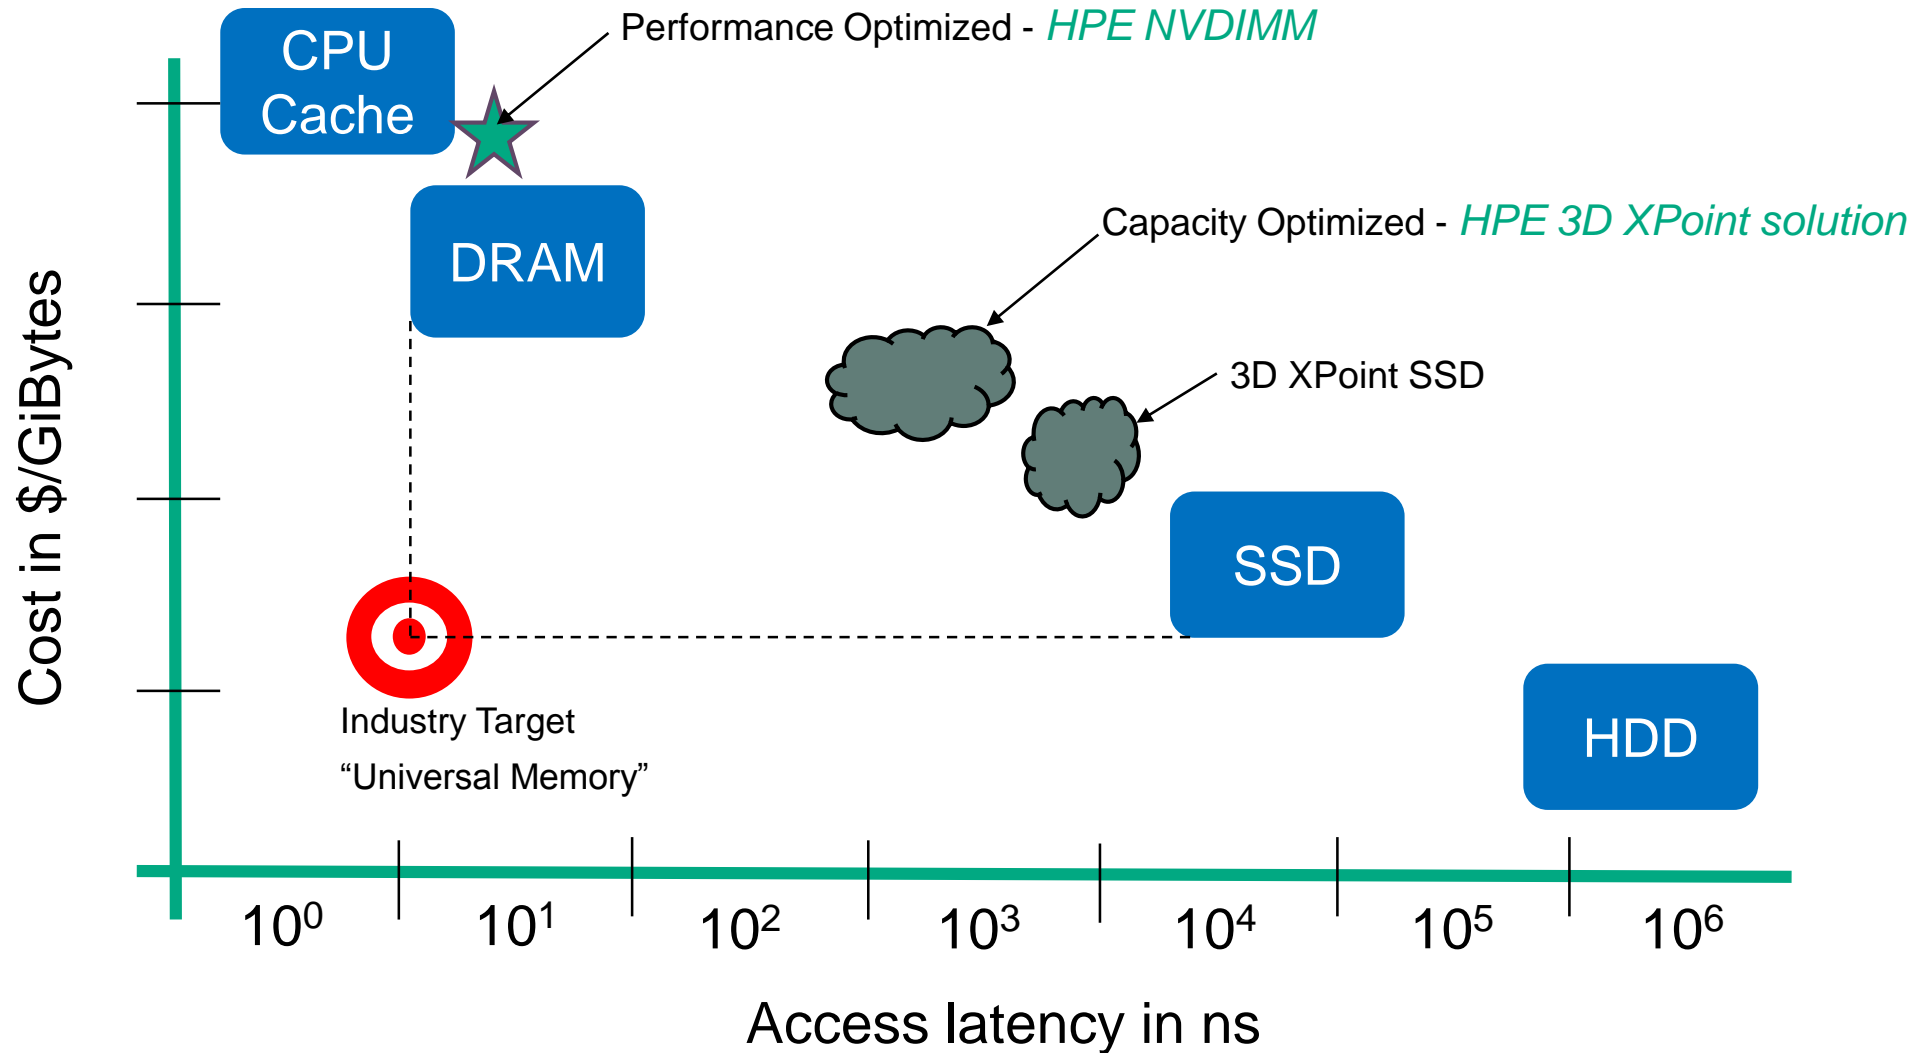 Performance Optimized - HPE NVDIMM
CPU
Cache
Capacity Optimized - HPE 3D XPoint solution
DRAM
3D XPoint SSD
Cost in $/GiBytes
SSD
Industry Target
“Universal Memory”
HDD
10⁰ 10¹ 10² 10³ 10⁴ 10⁵ 10⁶
Access latency in ns